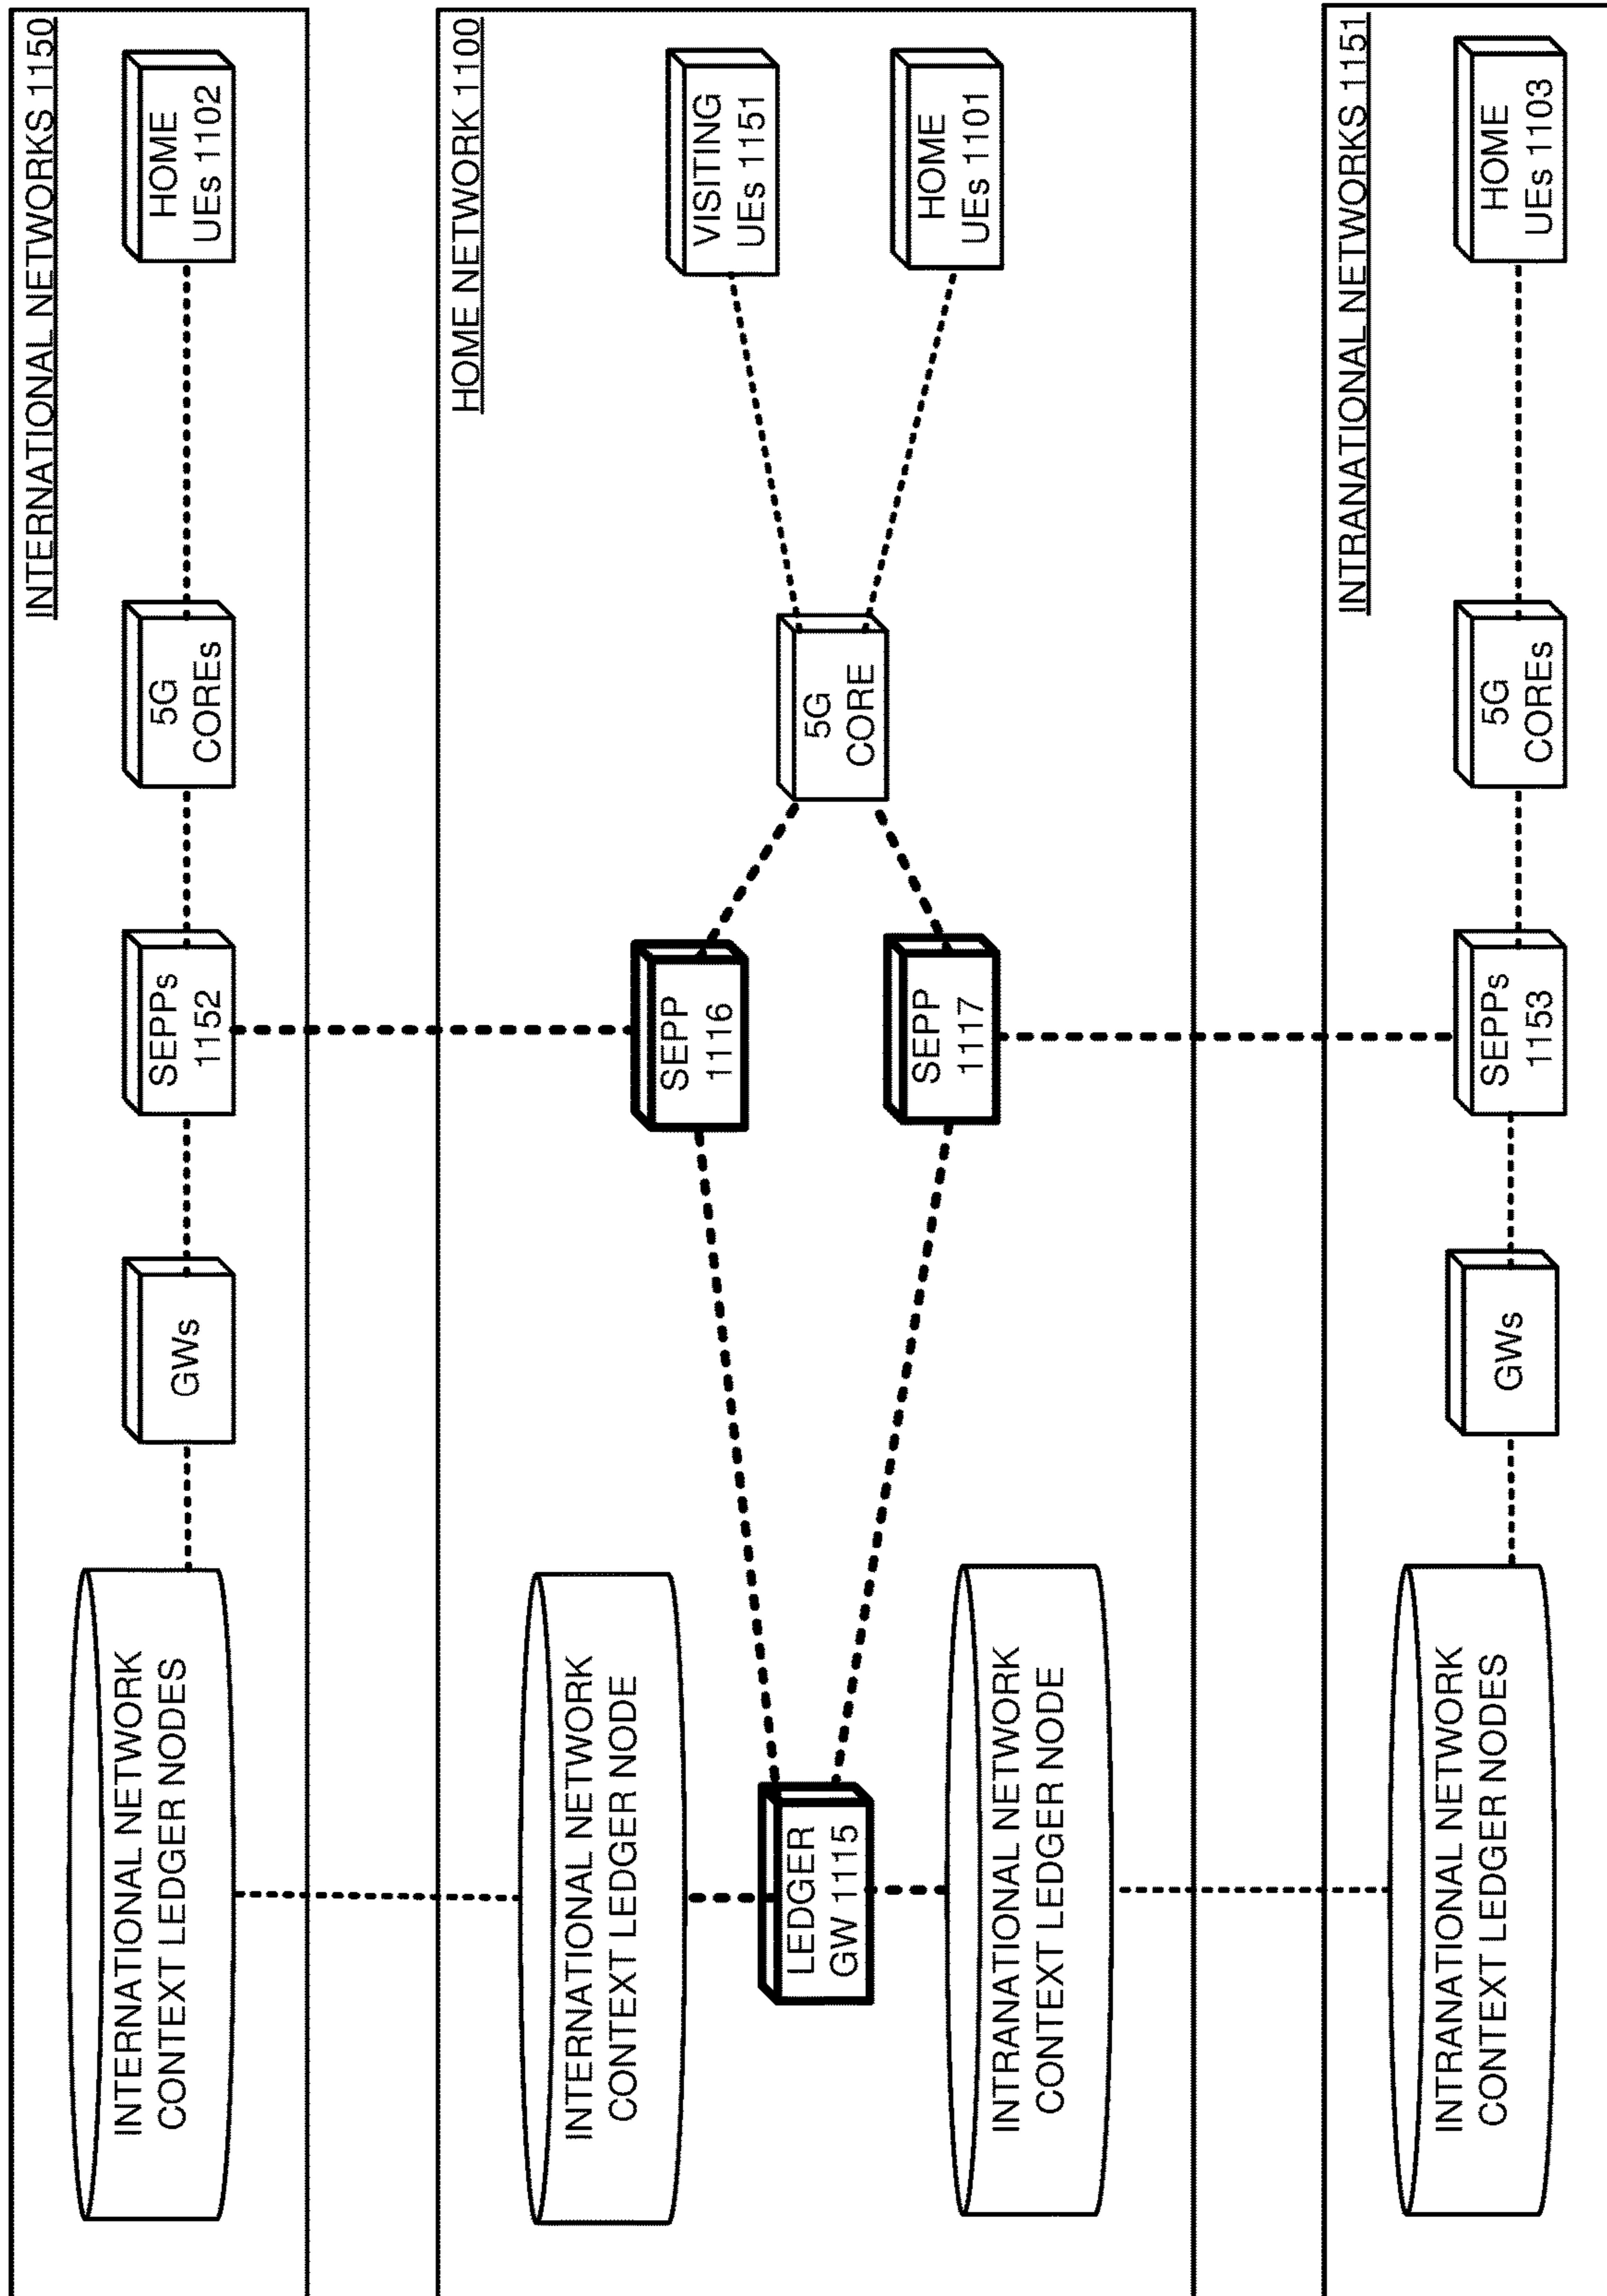 INTERNATIONAL NETWORKS 1150
INTERNATIONAL NETWORK
CONTEXT LEDGER NODES
GWs
SEPPs
1152
5G
COREs
HOME
UEs 1102
HOME NETWORK 1100
INTERNATIONAL NETWORK
CONTEXT LEDGER NODE
LEDGER
GW 1115
INTRANATIONAL NETWORK
CONTEXT LEDGER NODE
SEPP
1116
SEPP
1117
5G
CORE
VISITING
UEs 1151
HOME
UEs 1101
INTRANATIONAL NETWORKS 1151
INTRANATIONAL NETWORK
CONTEXT LEDGER NODES
GWs
SEPPs
1153
5G
COREs
HOME
UEs 1103